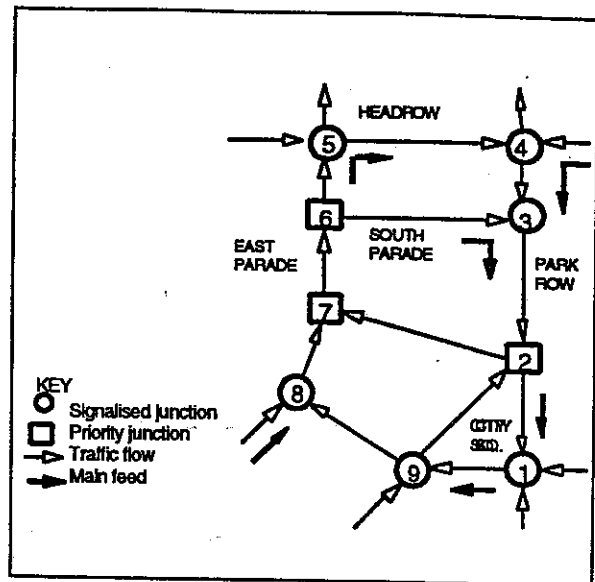 HEADROW
5
4
6
3
EAST
PARADE
SOUTH
PARADE
PARK
ROW
7
2
8
KEY
Signalised junction
Priority junction
Traffic flow
Main feed
9
1